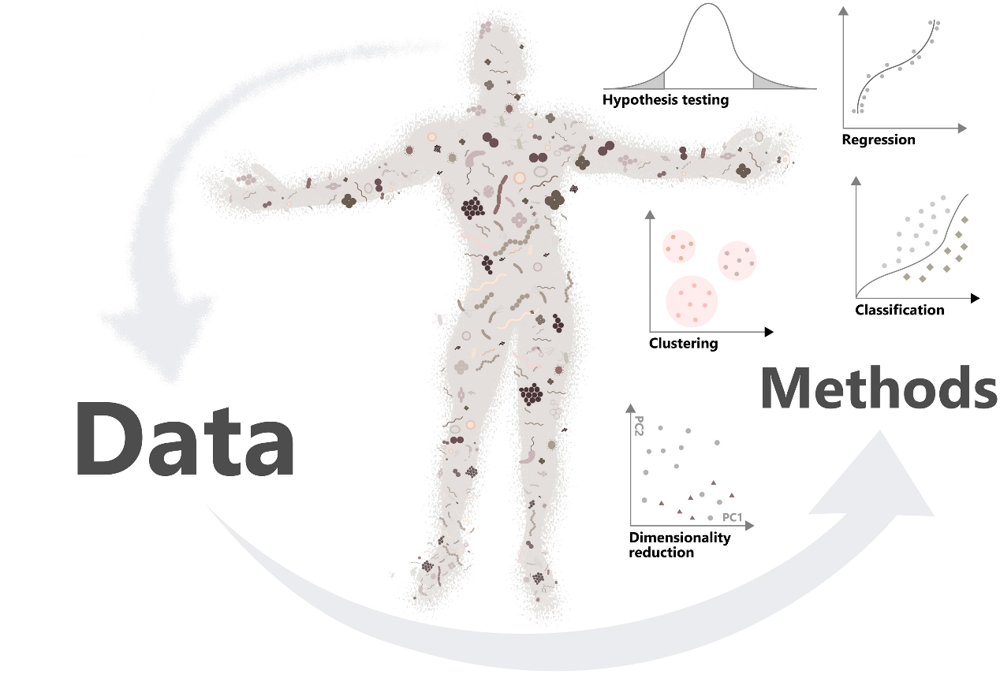 Hypothesis testing
Regression
Clustering
Classification
Data
Methods
PC2
PC1
Dimensionality
reduction